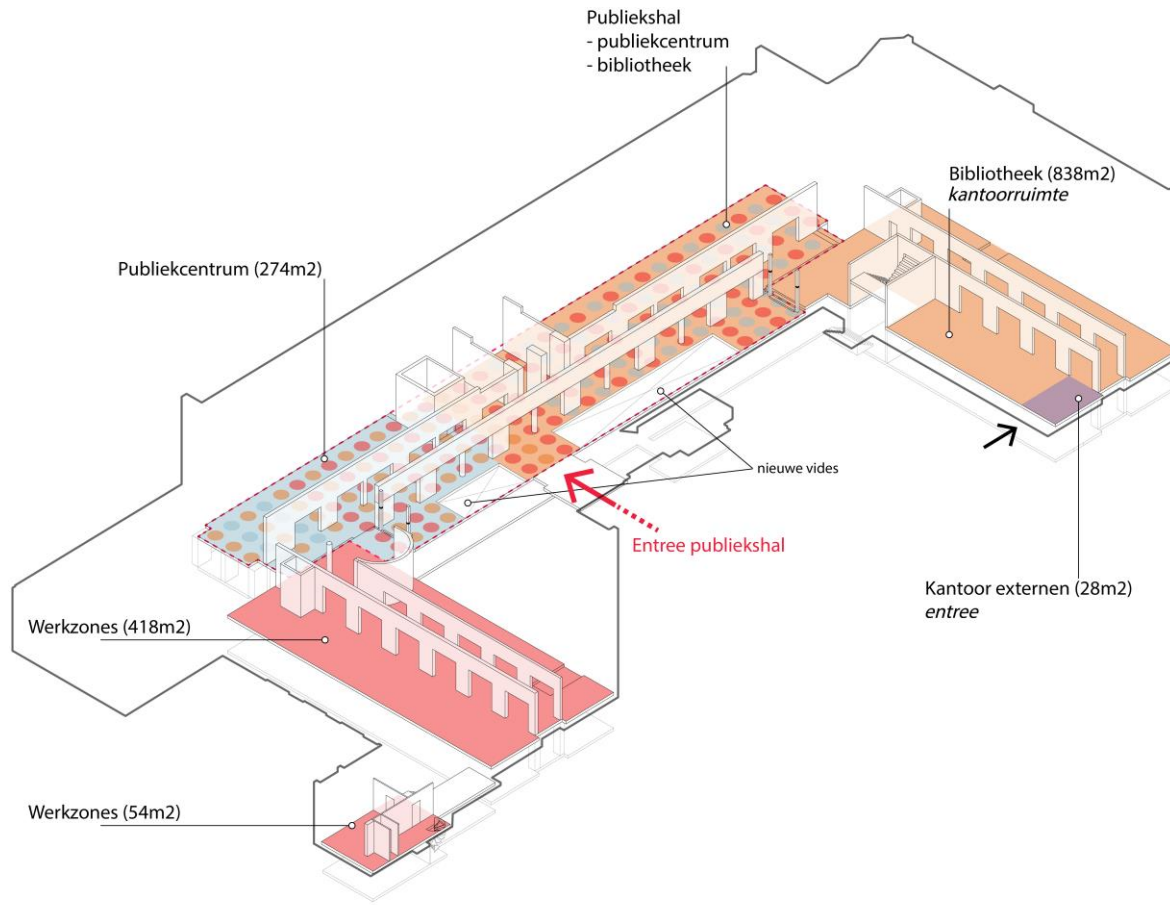 Publiekshal
- publiekcentrum
- bibliotheek
Bibliotheek (838m2)
kantoorruimte
Publiekcentrum (274m2)
nieuwe vides
Entree publiekshal
Kantoor externen (28m2)
entree
Werkzones (418m2)
Werkzones (54m2)